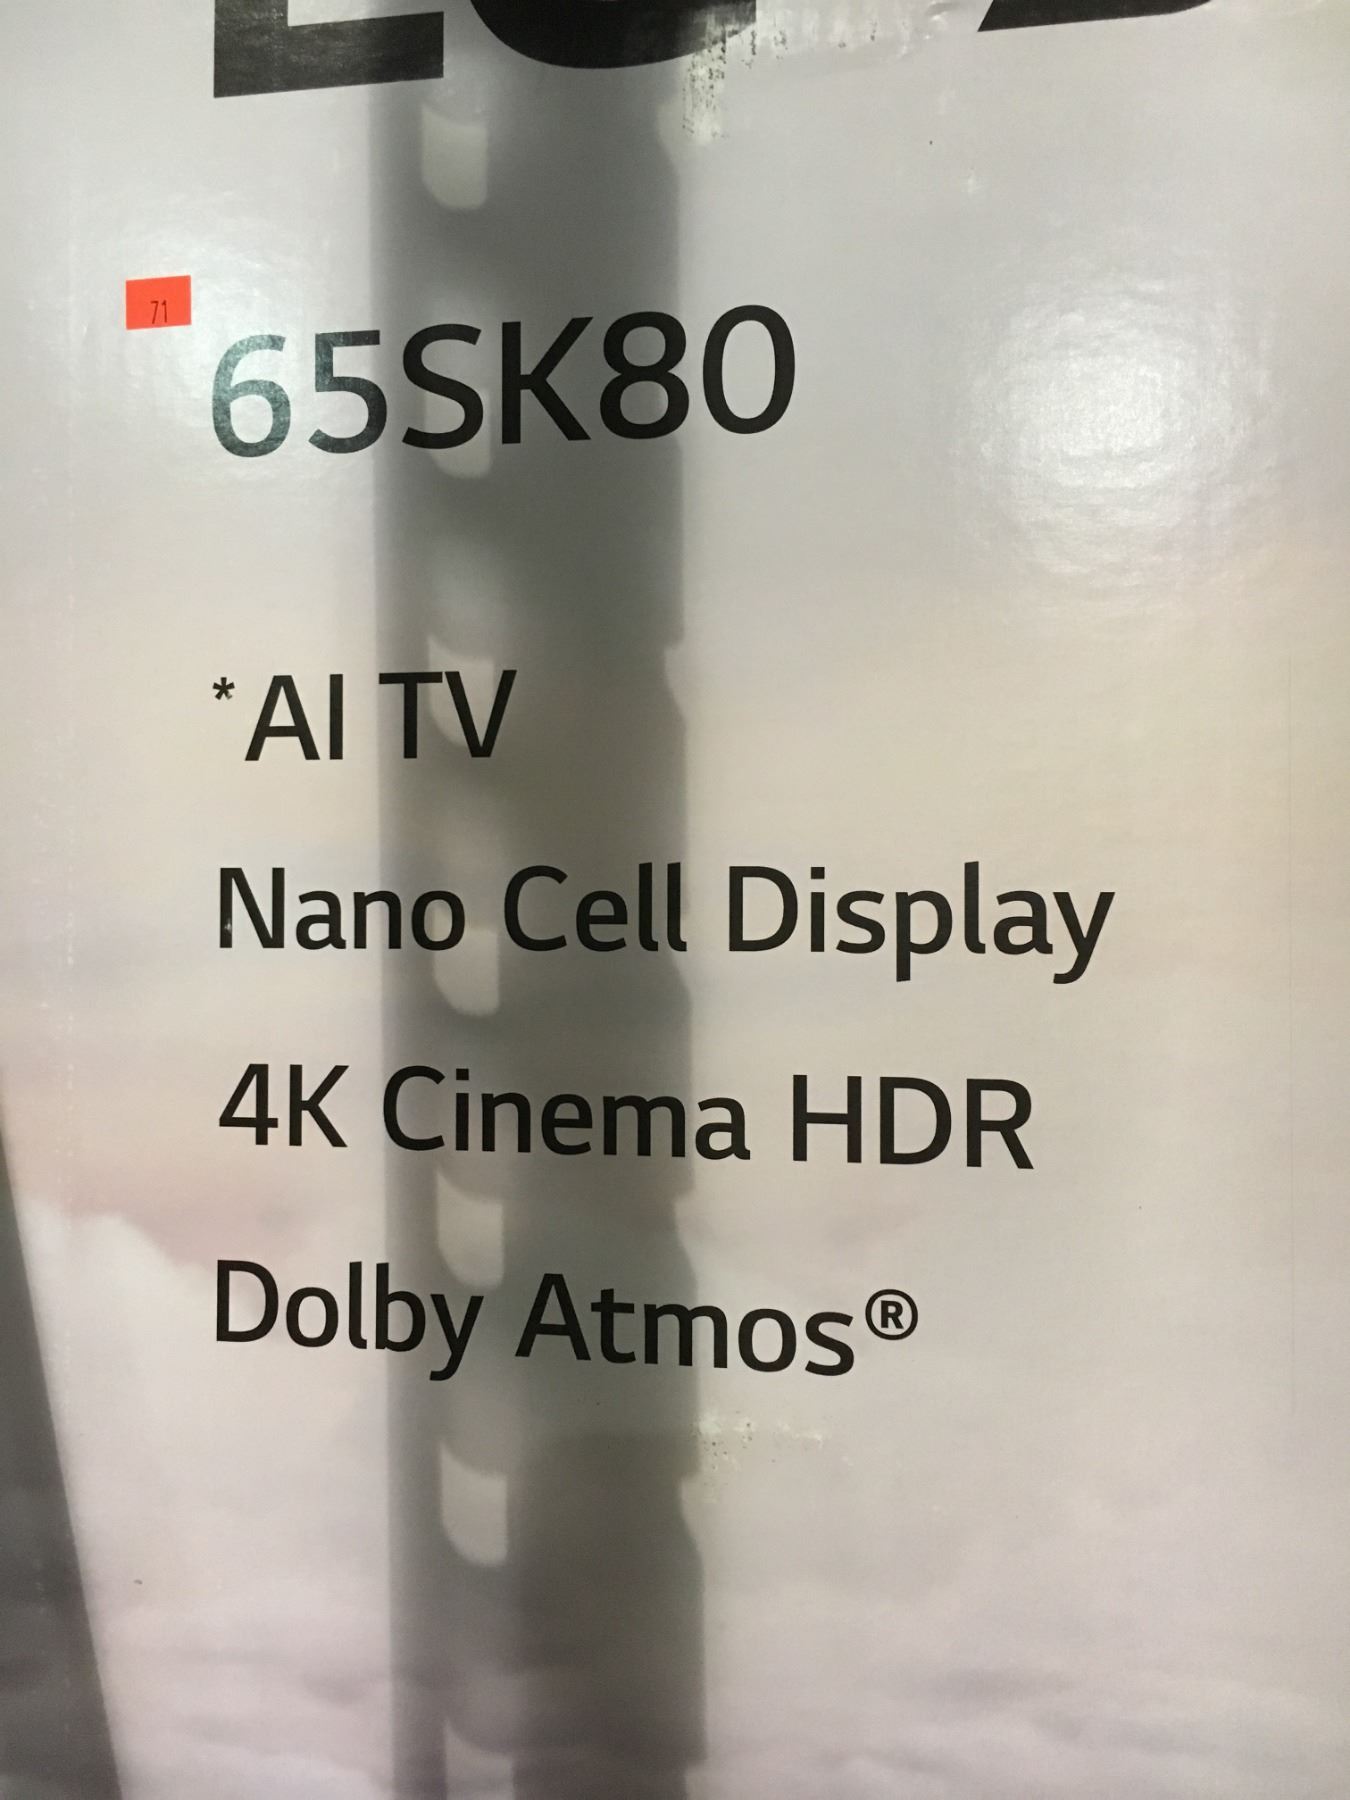 71
65SK80
*AI TV
Nano Cell Display
4K Cinema HDR
Dolby Atmos®